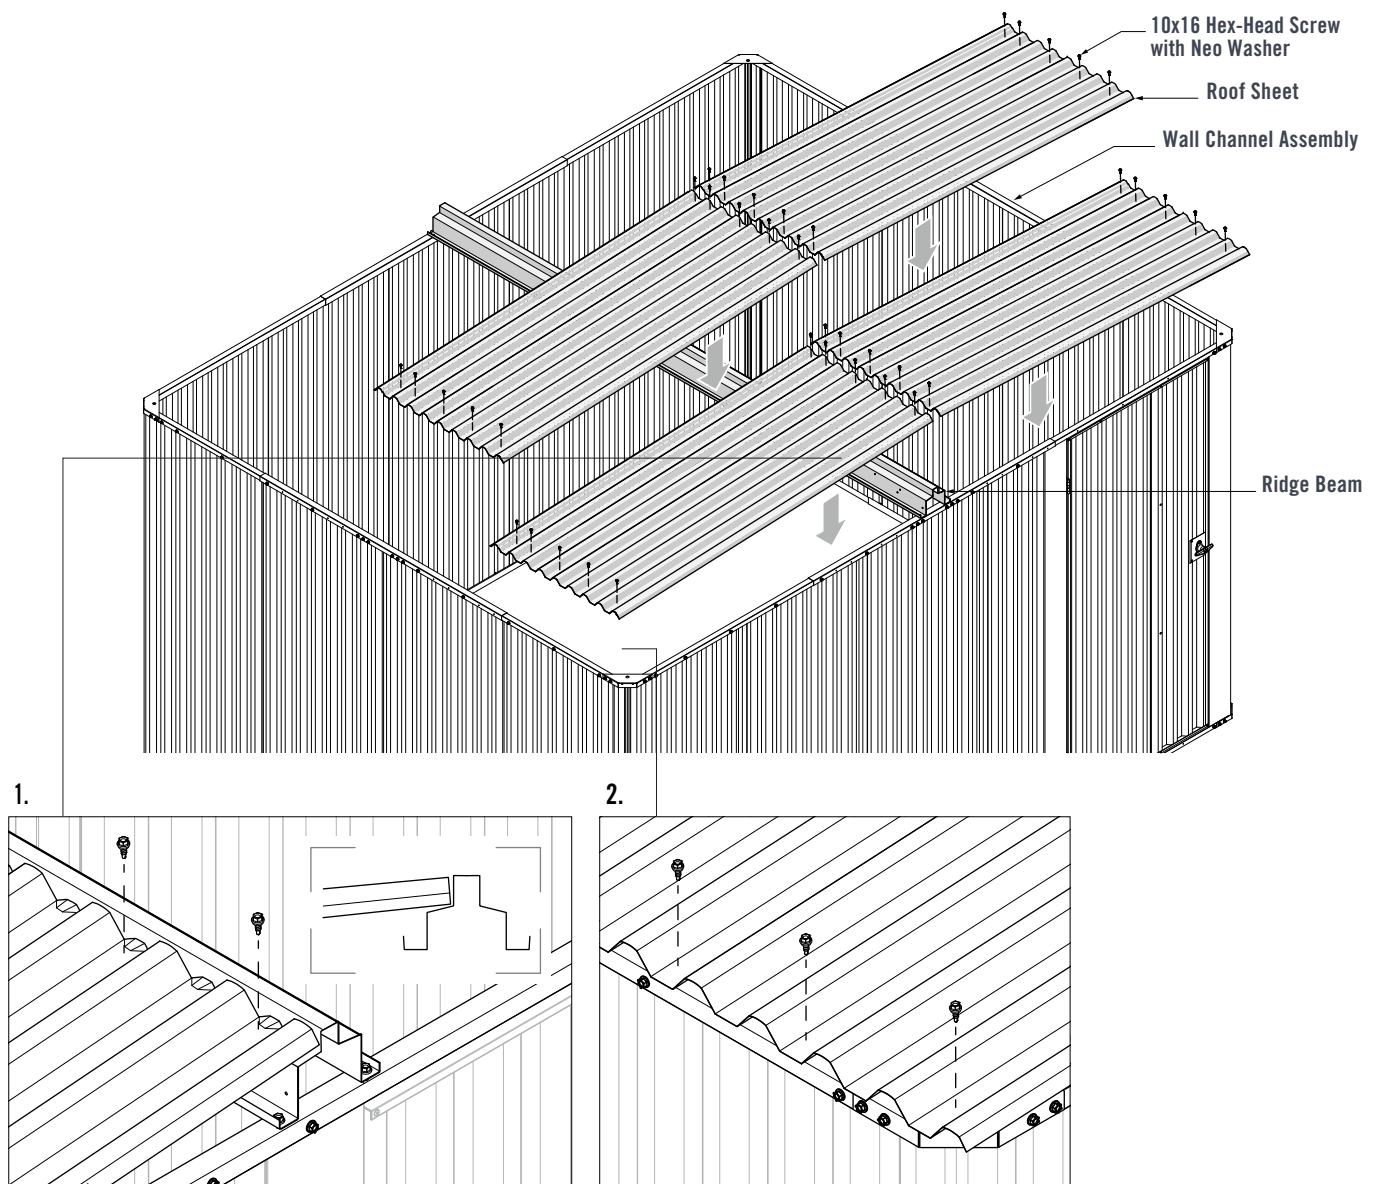 10x16 Hex-Head Screw
with Neo Washer
Roof Sheet
Wall Channel Assembly
Ridge Beam
1.
2.